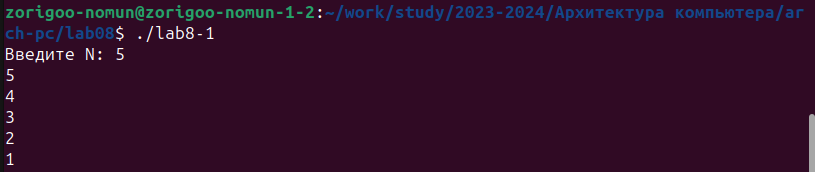 zorigoo-nomun@zorigoo-nomun-1-2:~/work/study/2023-2024/Архитектура компьютера/ar
ch-pc/lab08$ ./lab8-1
Введите N: 5
5
4
3
2
1